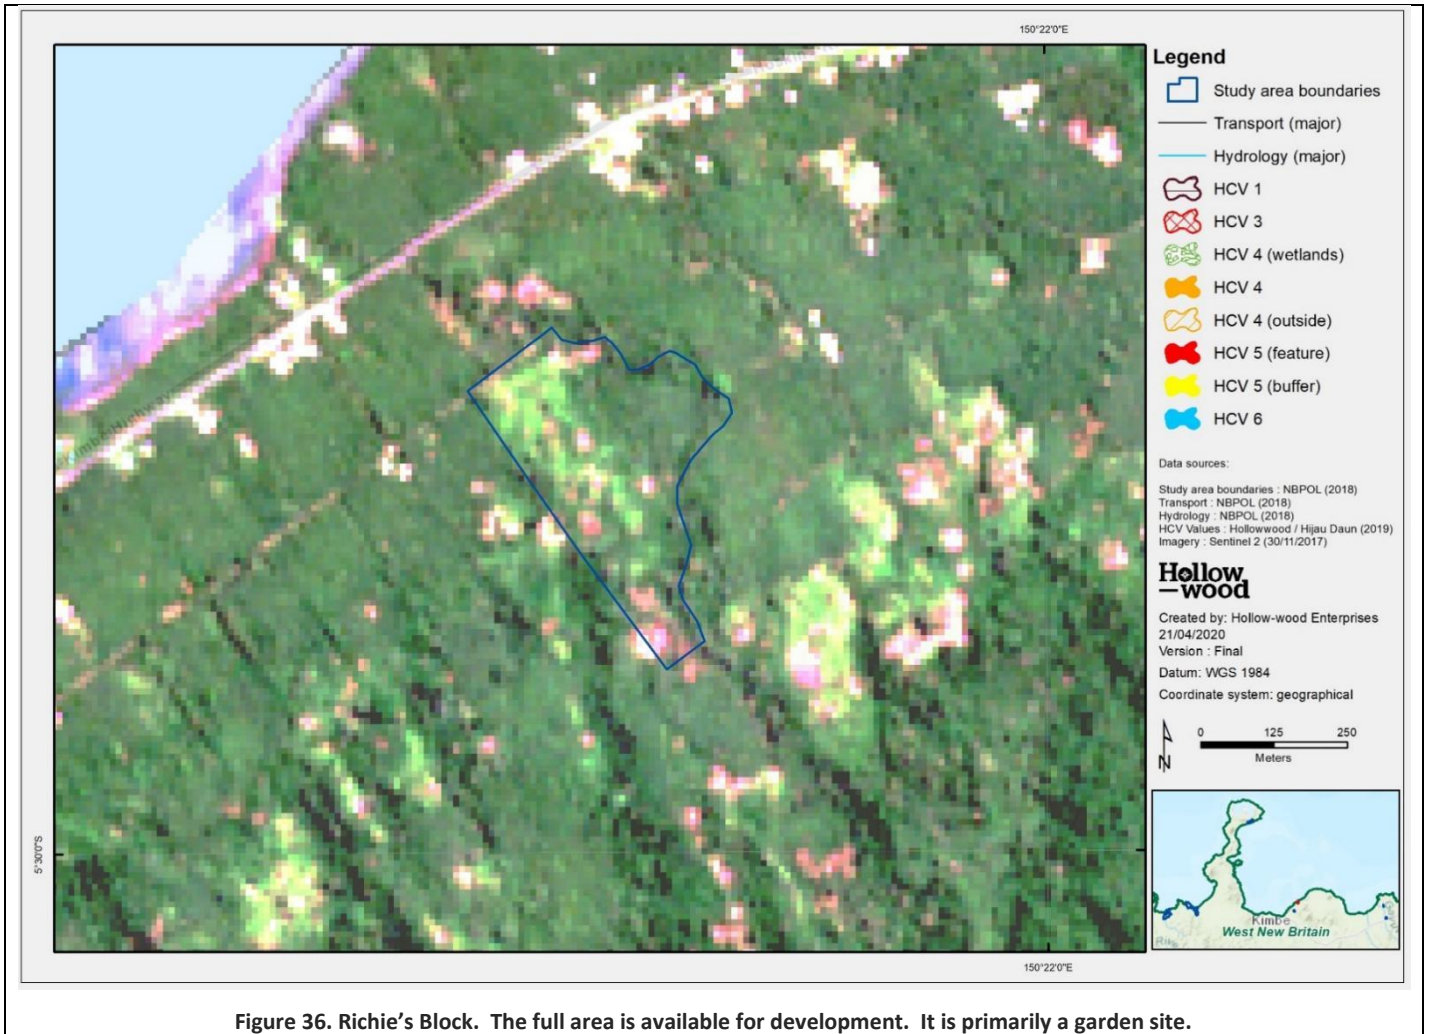 150°22'0"E
Legend
Study area boundaries
Transport (major)
Hydrology (major)
HCV 1
HCV 3
HCV 4 (wetlands)
HCV 4
HCV 4 (outside)
HCV 5 (feature)
HCV 5 (buffer)
HCV 6
Data sources:
Study area boundaries : NBPOL (2018)
Transport : NBPOL (2018)
Hydrology : NBPOL (2018)
HCV Values : Hollowwood / Hijau Daun (2019)
Imagery : Sentinel 2 (30/11/2017)
Hollow
—wood
Created by: Hollow-wood Enterprises
21/04/2020
Version : Final
Datum: WGS 1984
Coordinate system: geographical
N
0 125 250
Meters
Kimbe
West New Britain
5°30'0"S
150°22'0"E
Figure 36. Richie's Block. The full area is available for development. It is primarily a garden site.